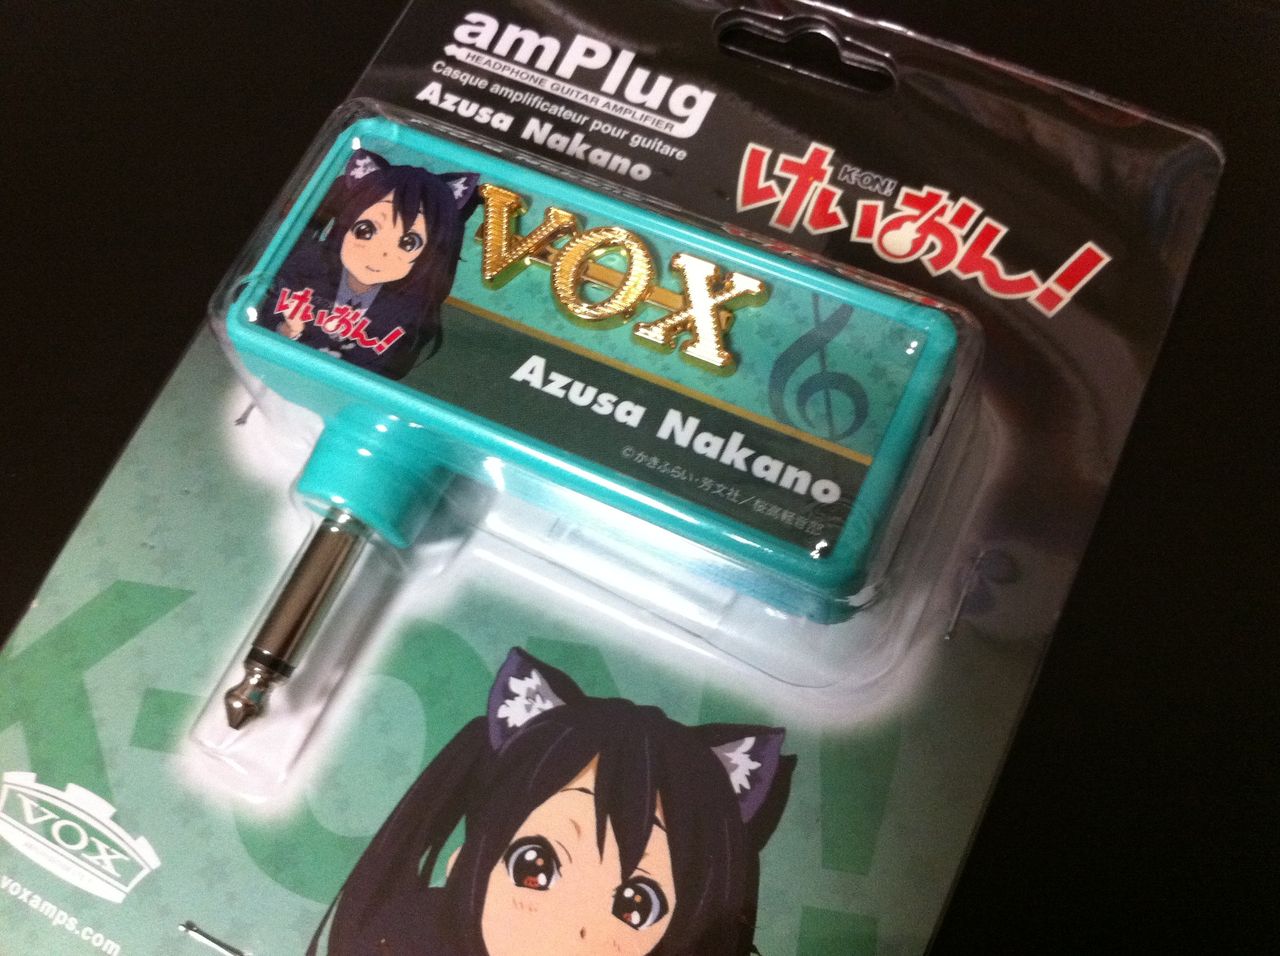 amPlug
HEADPHONE GUITAR AMPLIFIER
Casque amplificateur pour guitare
Azusa Nakano
K-ON!
けいおん!
VOX
けいおん!
Azusa Nakano
©かきふらい・芳文社/桜高軽音部
K-ON!
VOX
voxamps.com